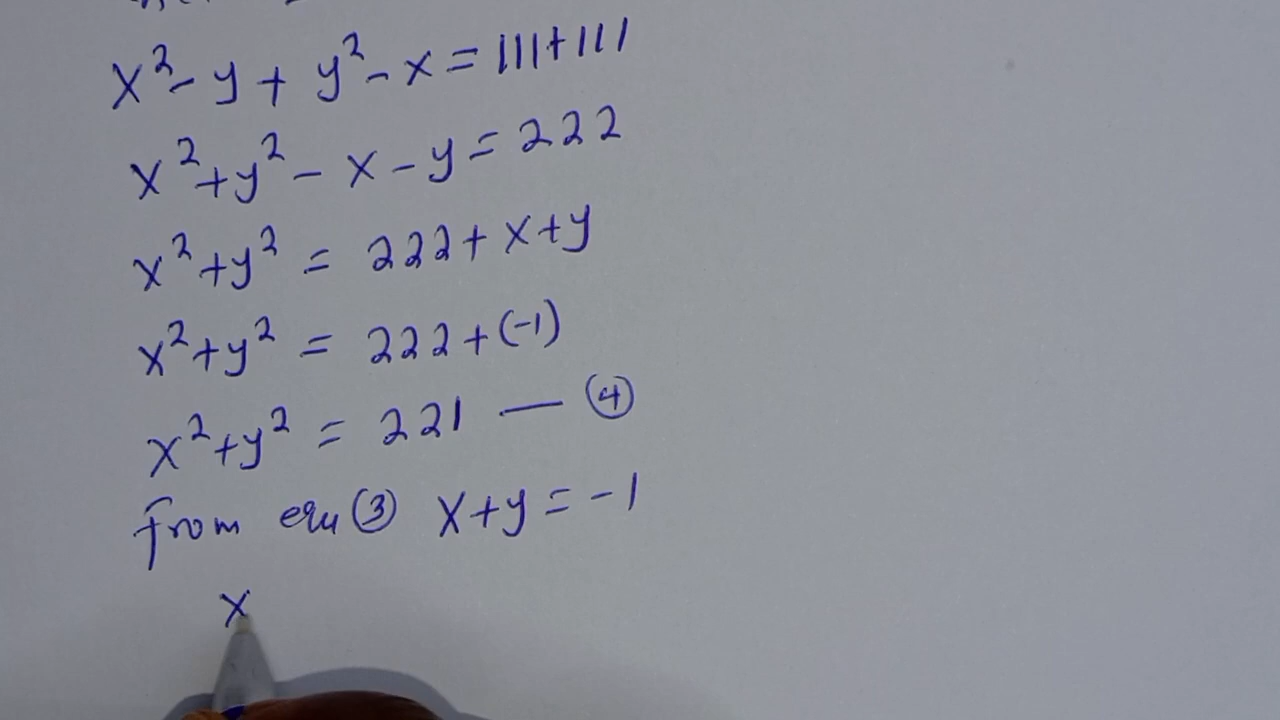 x²-y+y²-x=111+111
x²+y²-x-y=222
x²+y²=222+x+y
x²+y²=222+(-1)
x²+y²=221 — ④
from equ ③ x+y=-1
x